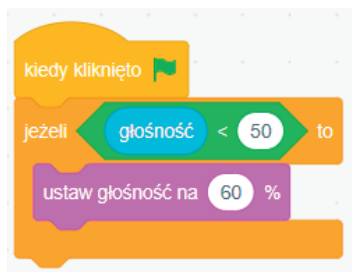 kiedy kliknięto
jeżeli głośność < 50 to
ustaw głośność na 60 %